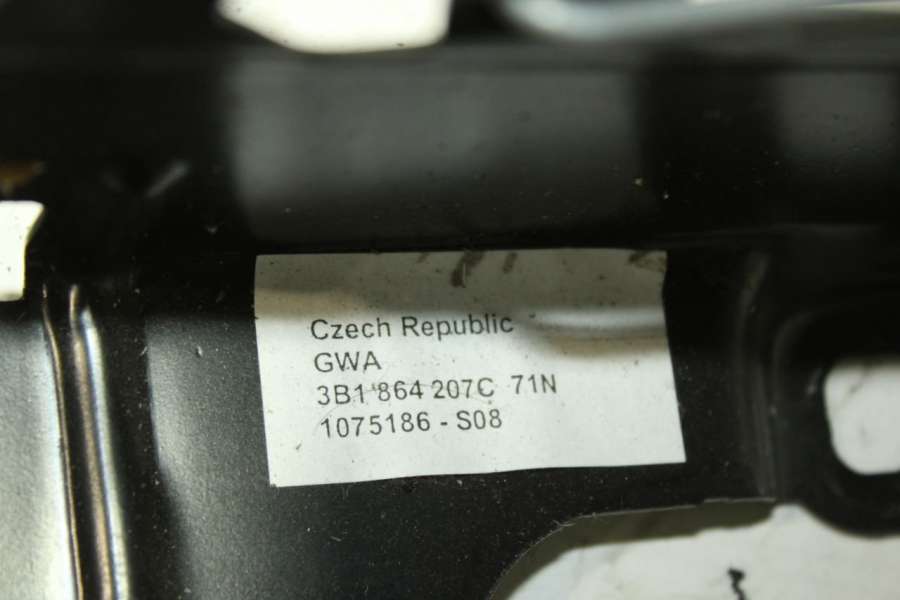 Czech Republic
GWA
3B1 864 207C 71N
1075186 - S08